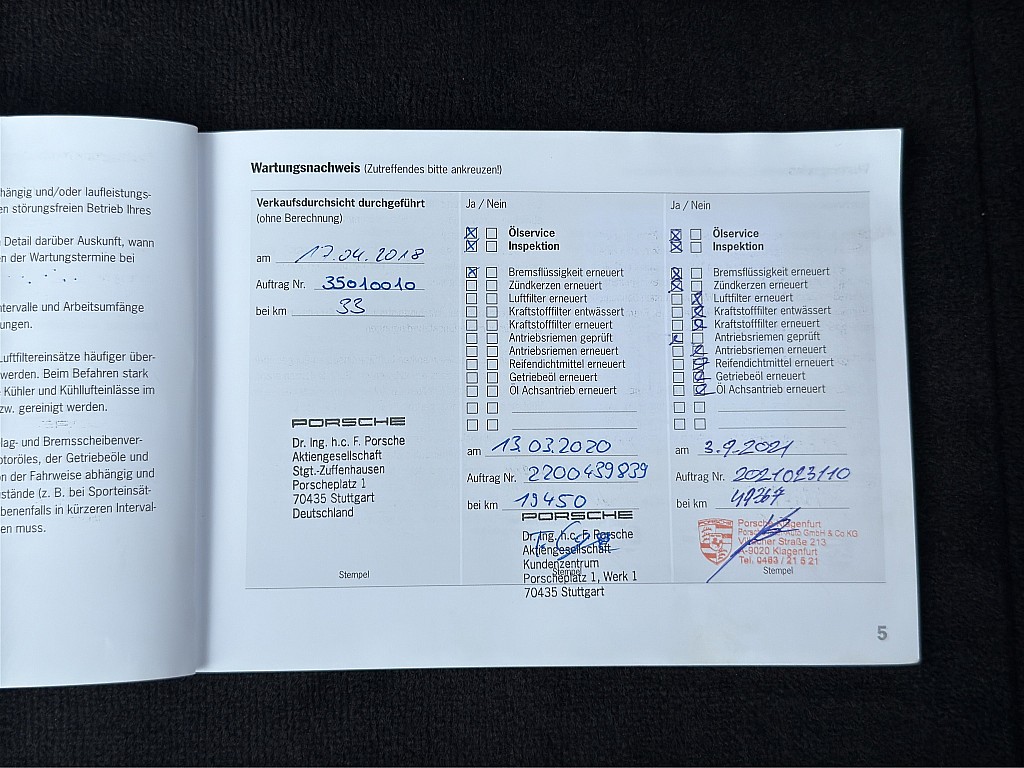 hängig und/oder laufleistungs-
en störungsfreien Betrieb Ihres
Detail darüber Auskunft, wann
n der Wartungstermine bei
ntervalle und Arbeitsumfänge
ungen.
Luftfiltereinsätze häufiger über-
werden. Beim Befahren stark
Kühler und Kühllufteinlässe im
zw. gereinigt werden.
lag- und Bremsscheibenver-
otoröles, der Getriebeöle und
on der Fahrweise abhängig und
stände (z. B. bei Sporteinsät-
benenfalls in kürzeren Interval-
en muss.
Wartungsnachweis (Zutreffendes bitte ankreuzen!)
Verkaufsdurchsicht durchgeführt
(ohne Berechnung)
am 17.04.2018
Auftrag Nr. 35010010
bei km 33
PORSCHE
Dr. Ing. h.c. F. Porsche
Aktiengesellschaft
Stgt.-Zuffenhausen
Porscheplatz 1
70435 Stuttgart
Deutschland
Stempel
Ja / Nein
Ölservice
Inspektion
Bremsflüssigkeit erneuert
Zündkerzen erneuert
Luftfilter erneuert
Kraftstofffilter entwässert
Kraftstofffilter erneuert
Antriebsriemen geprüft
Antriebsriemen erneuert
Reifendichtmittel erneuert
Getriebeöl erneuert
Öl Achsantrieb erneuert
am 13.03.2020
Auftrag Nr. 2200439839
bei km 19450
PORSCHE
Dr. Ing. h.c. F. Porsche
Aktiengesellschaft
Kundenzentrum
Stempel
Porscheplatz 1, Werk 1
70435 Stuttgart
Ja / Nein
Ölservice
Inspektion
Bremsflüssigkeit erneuert
Zündkerzen erneuert
Luftfilter erneuert
Kraftstofffilter entwässert
Kraftstofffilter erneuert
Antriebsriemen geprüft
Antriebsriemen erneuert
Reifendichtmittel erneuert
Getriebeöl erneuert
Öl Achsantrieb erneuert
am 3.9.2021
Auftrag Nr. 2021023110
bei km
Porsche Klagenfurt
Auto GmbH & Co KG
Villacher Straße 213
A-9020 Klagenfurt
Tel. 0463 / 21 5 21
Stempel
5